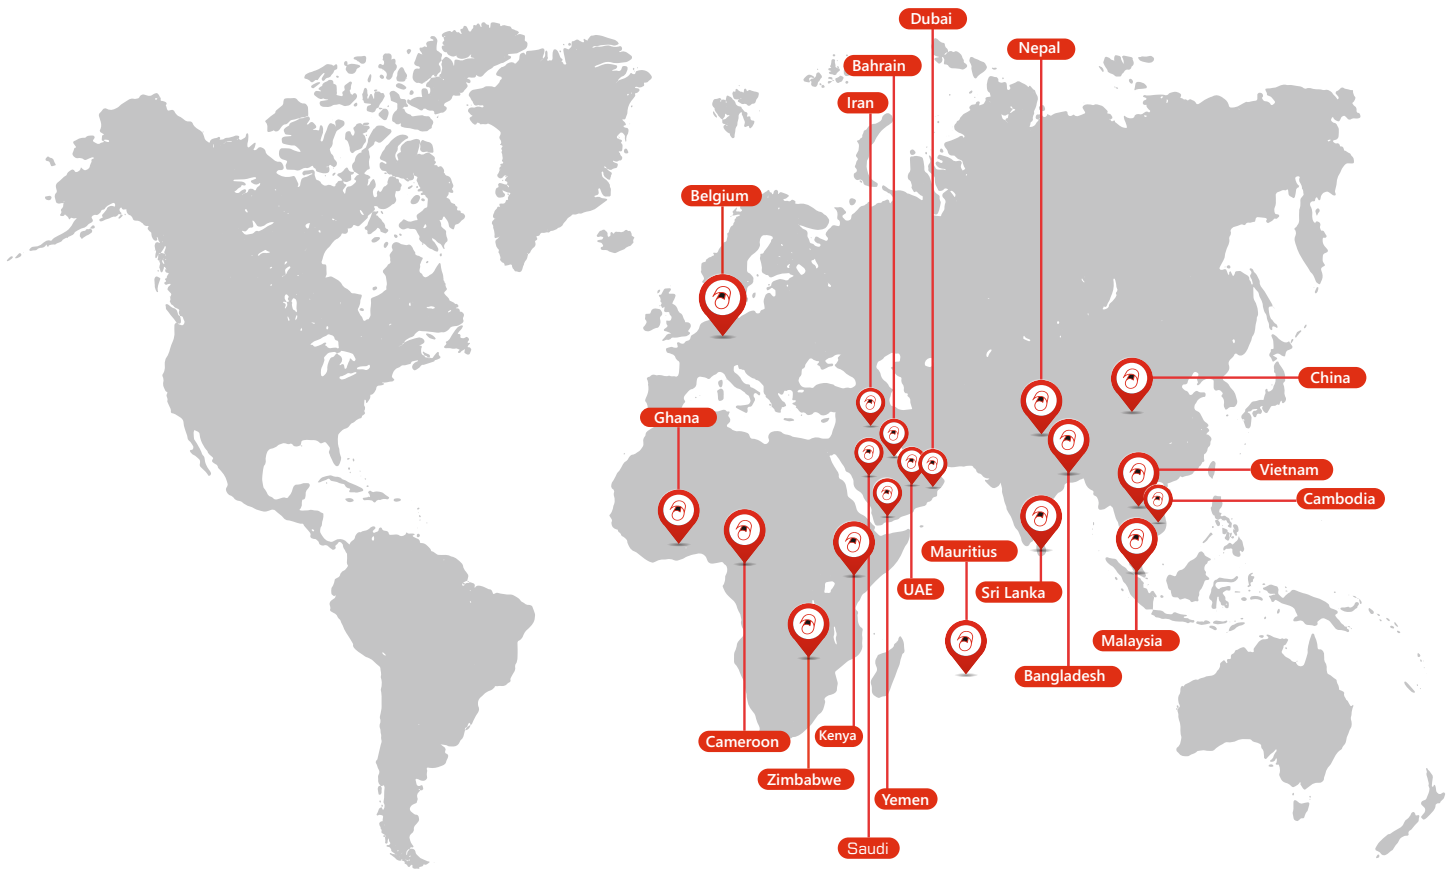 Dubai
Nepal
Bahrain
Iran
Belgium
China
Ghana
Vietnam
Cambodia
Mauritius
UAE
Sri Lanka
Malaysia
Bangladesh
Kenya
Cameroon
Zimbabwe
Yemen
Saudi